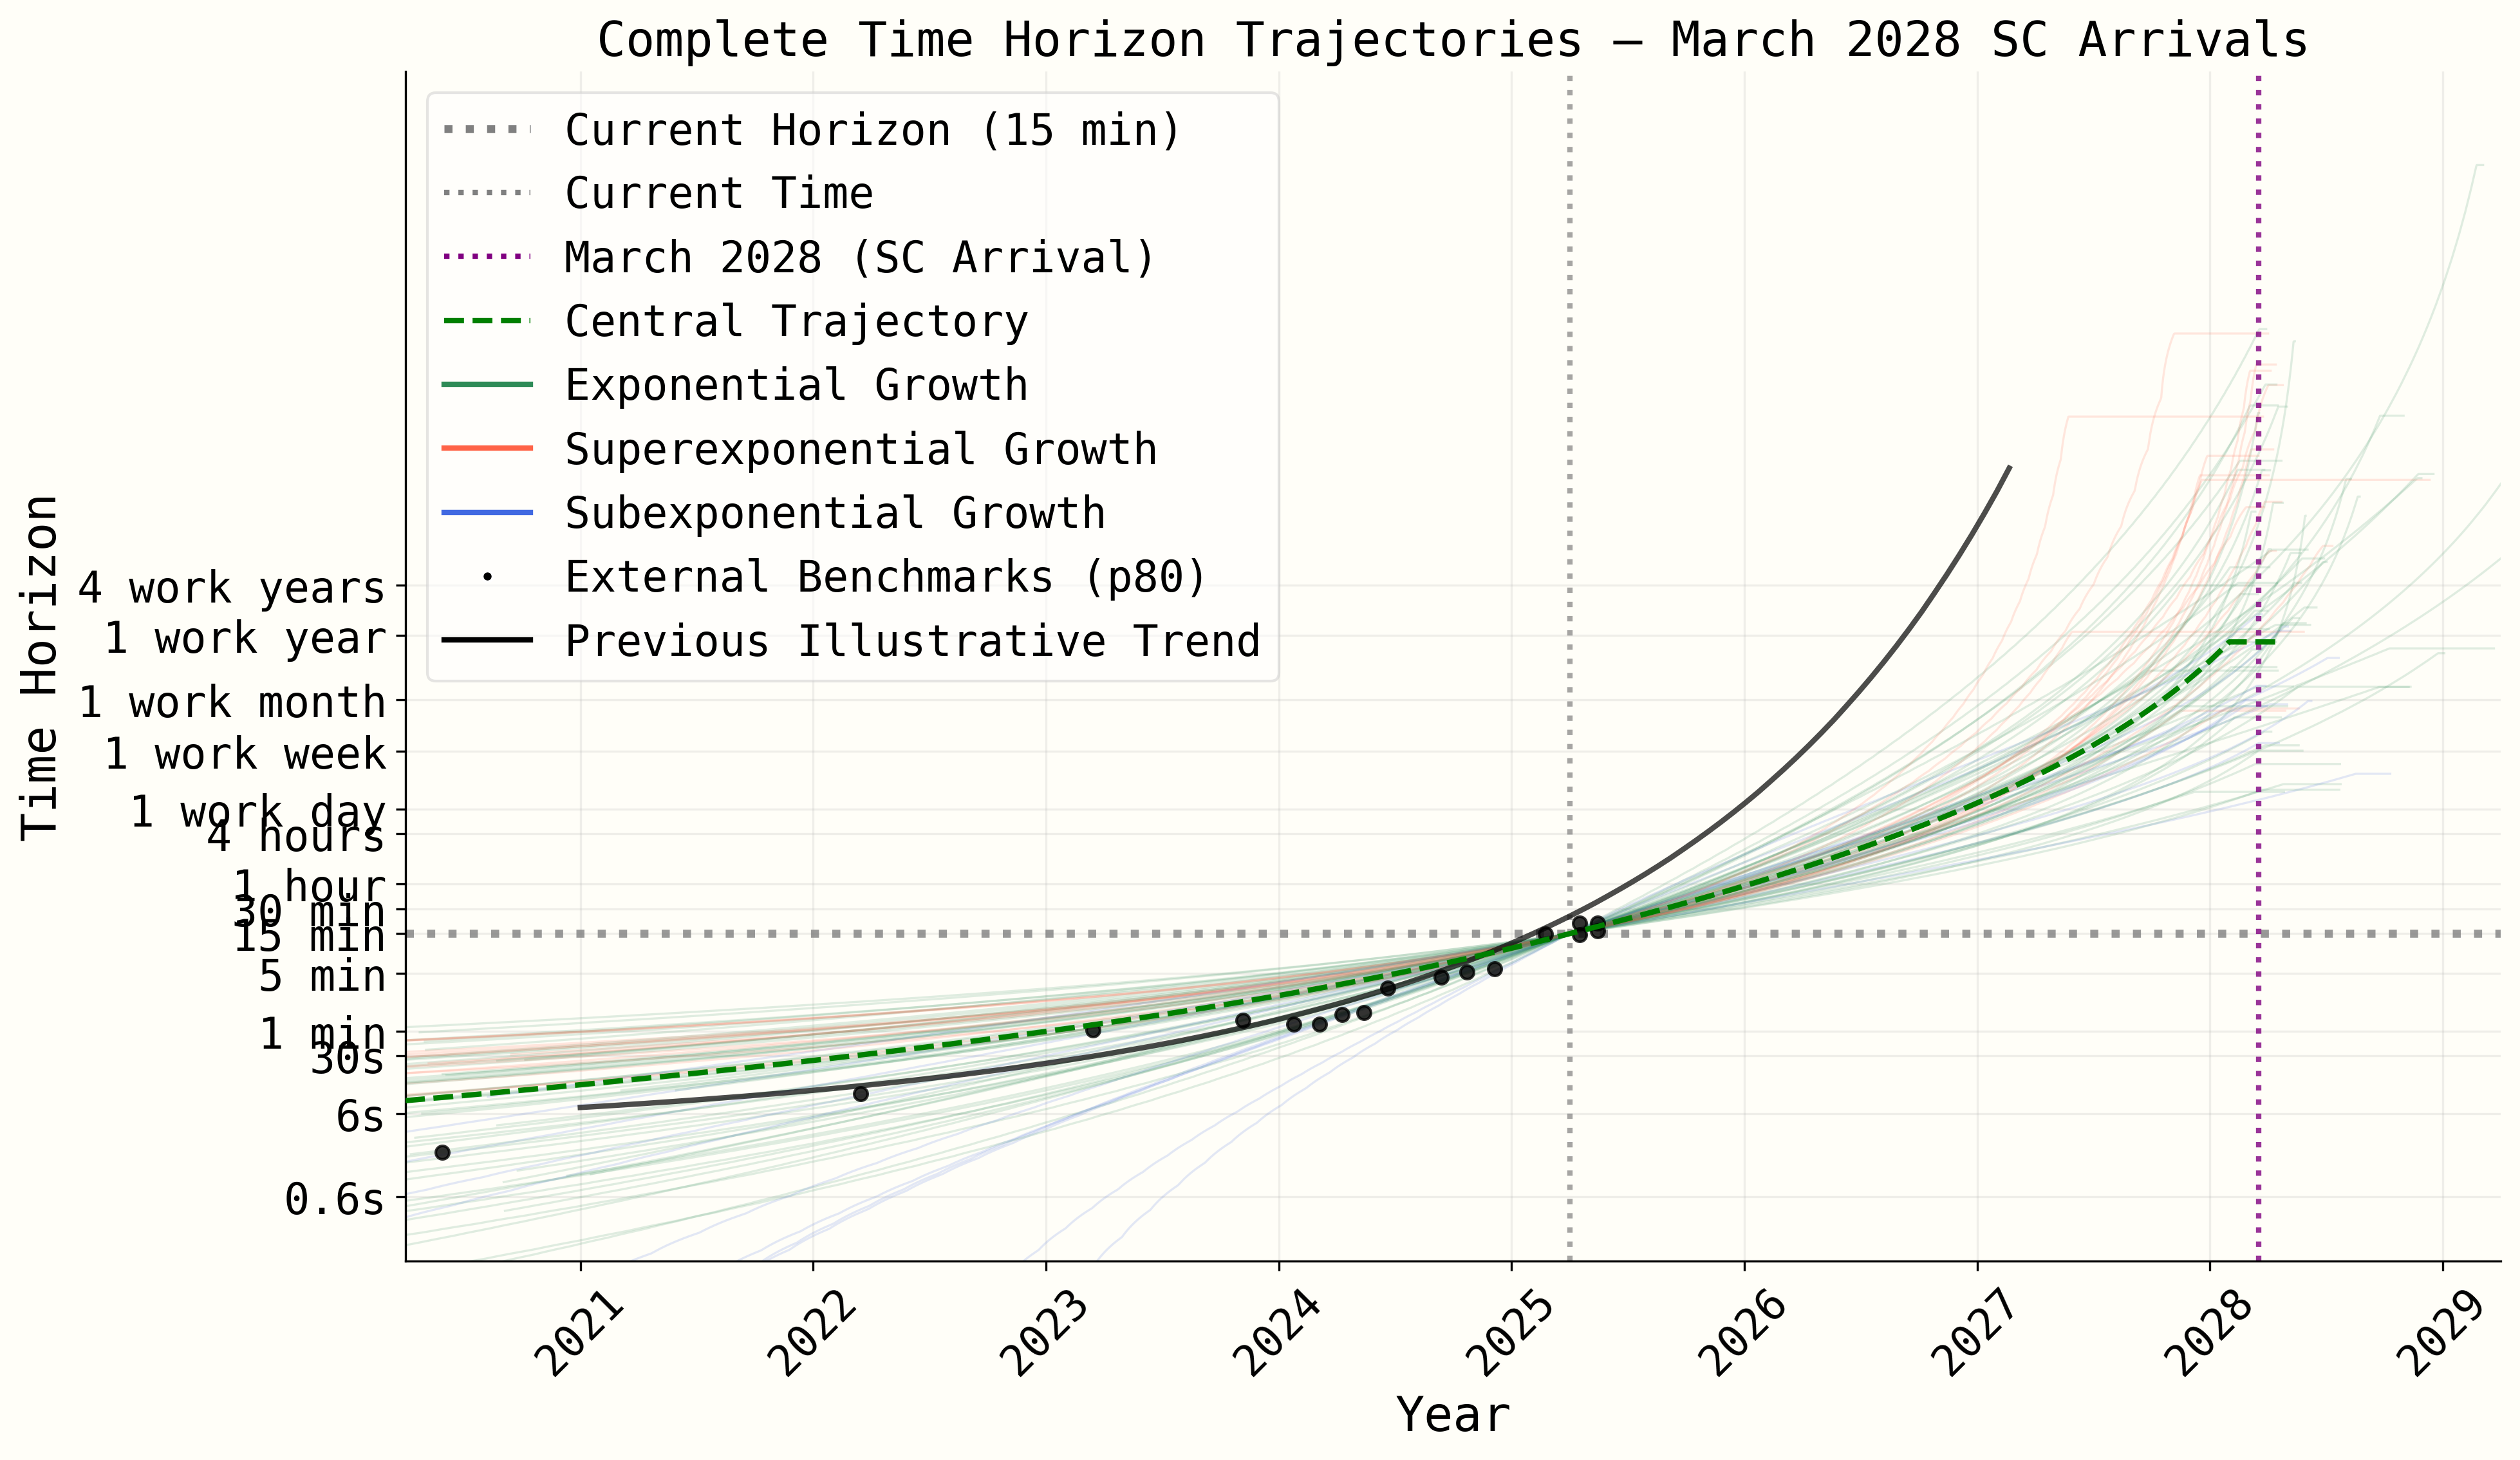 Complete Time Horizon Trajectories — March 2028 SC Arrivals
Current Horizon (15 min)
Current Time
March 2028 (SC Arrival)
Central Trajectory
Exponential Growth
Superexponential Growth
Subexponential Growth
External Benchmarks (p80)
Previous Illustrative Trend
Time Horizon
4 work years
1 work year
1 work month
1 work week
1 work day
4 hours
1 hour
30 min
15 min
5 min
1 min
30s
6s
0.6s
2021
2022
2023
2024
2025
2026
2027
2028
2029
Year